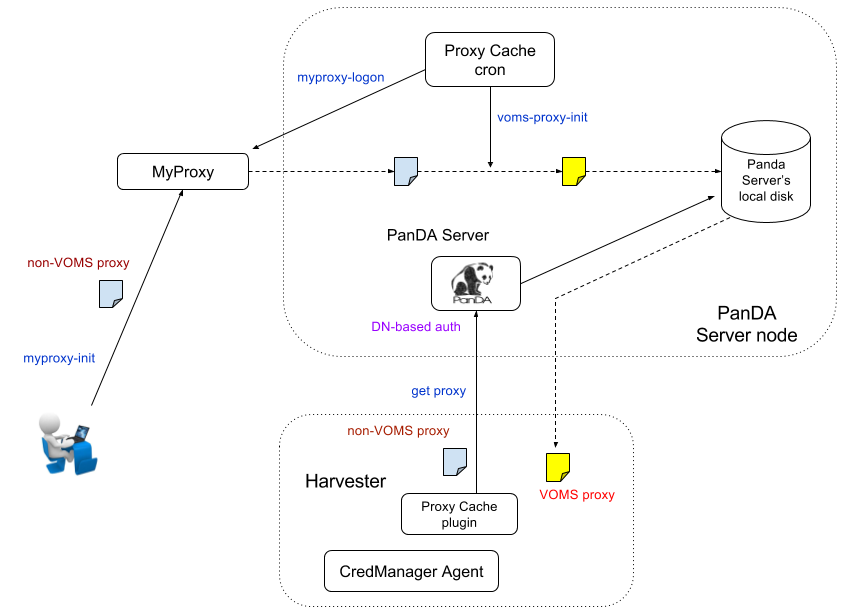 Proxy Cache
cron
myproxy-logon
voms-proxy-init
MyProxy
Panda
Server's
local disk
PanDA Server
non-VOMS proxy
PanDA
DN-based auth
PanDA
Server node
myproxy-init
get proxy
non-VOMS proxy
Harvester
VOMS proxy
Proxy Cache
plugin
CredManager Agent